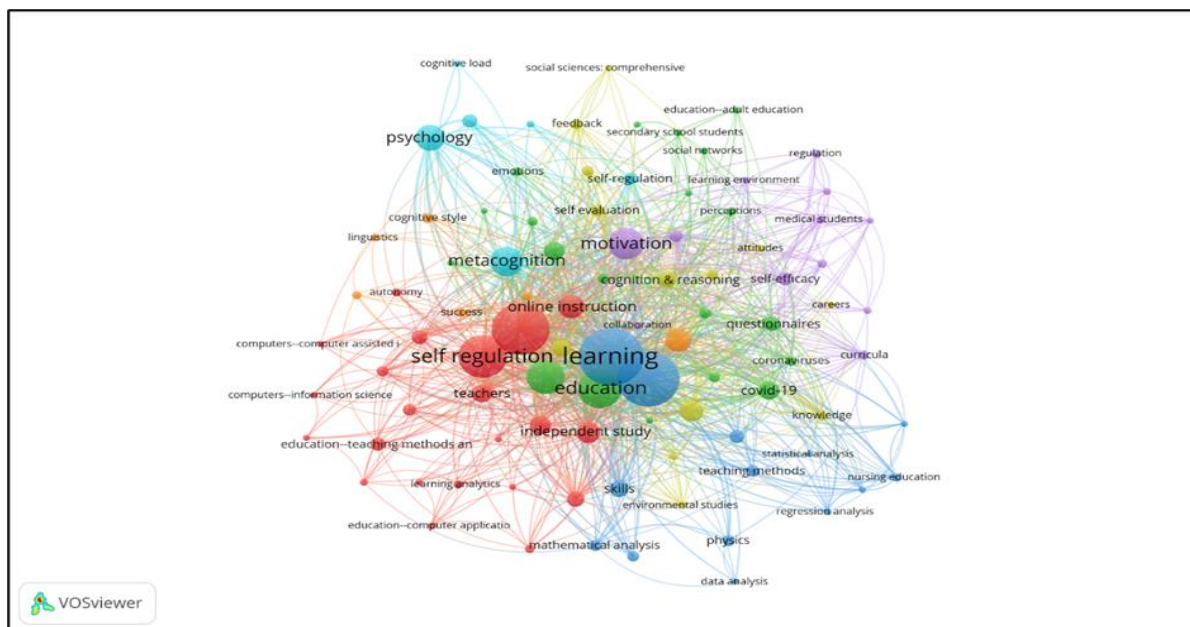 cognitive load
social sciences: comprehensive
education--adult education
feedback
secondary school students
psychology
social networks
regulation
emotions
self-regulation
learning environment
self evaluation
perceptions
cognitive style
medical students
linguistics
motivation
attitudes
metacognition
cognition & reasoning
self-efficacy
autonomy
online instruction
careers
success
collaboration
questionnaires
computers--computer assisted i
self regulation
learning
coronaviruses
curricula
education
covid-19
computers--information science
teachers
knowledge
independent study
education--teaching methods an
statistical analysis
teaching methods
nursing education
learning analytics
skills
environmental studies
regression analysis
education--computer applicatio
mathematical analysis
physics
data analysis
VOSviewer